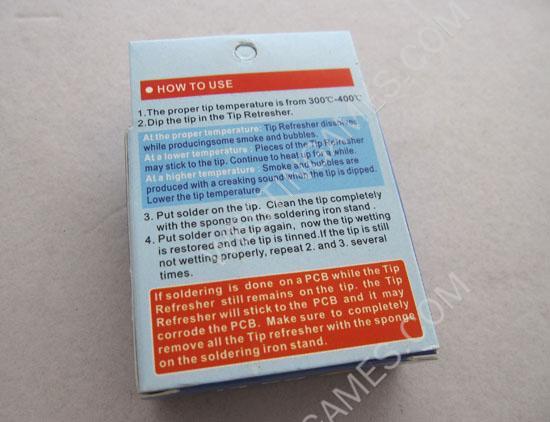 HOW TO USE
1.The proper tip temperature is from 300℃-400℃
2.Dip the tip in the Tip Refresher.
At the proper temperature: Tip Refresher dissolves
while producingsome smoke and bubbles.
At a lower temperature : Pieces of the Tip Refresher
may stick to the tip. Continue to heat up for a while.
At a higher temperature : Smoke and bubbles are
produced with a creaking sound when the tip is dipped.
Lower the tip temperature
3. Put solder on the tip. Clean the tip completely
with the sponge on the soldering iron stand .
4. Put solder on the tip again, now the tip wetting
is restored and the tip is tinned.If the tip is still
not wetting properly, repeat 2. and 3. several
times.
If soldering is done on a PCB while the Tip
Refresher still remains on the tip. the Tip
Refresher will stick to the PCB and it may
corrode the PCB. Make sure to completely
remove all the Tip refresher with the sponge
on the soldering iron stand.